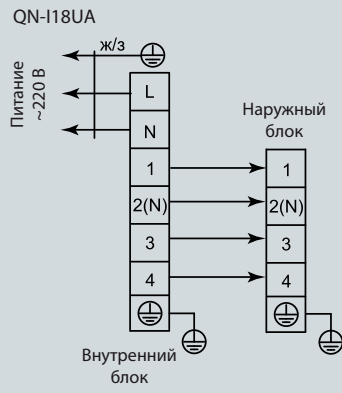 QN-I18UA
ж/з
Питание
~220 В
L
N
1
2(N)
3
4
Внутренний
блок
Наружный
блок
1
2(N)
3
4